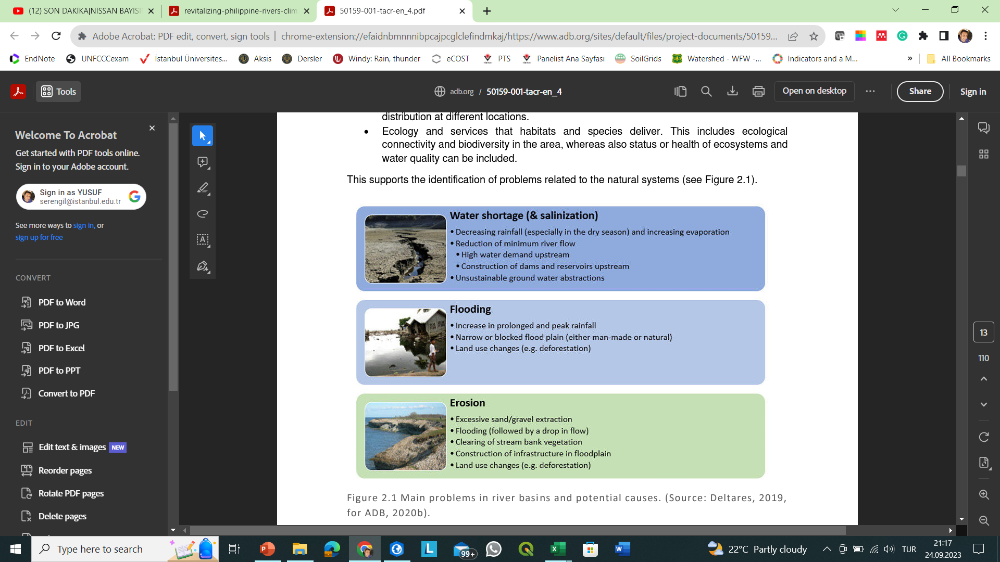 (12) SON DAKİKA|NİSSAN BAYİSİ
revitalizing-philippine-rivers-clim
50159-001-tacr-en_4.pdf
Adobe Acrobat: PDF edit, convert, sign tools | chrome-extension://efaidnbmnnnibpcajpcglclefindmkaj/https://www.adb.org/sites/default/files/project-documents/50159...
EndNote
UNFCCCexam
İstanbul Üniversites...
Aksis
Dersler
Windy: Rain, thunder
eCOST
PTS
Panelist Ana Sayfası
SoilGrids
Watershed - WFW -...
Indicators and a M...
»
All Bookmarks
Tools
adb.org / 50159-001-tacr-en_4
Open on desktop
Share
Sign in
Welcome To Acrobat
Get started with PDF tools online.
Sign in to your Adobe account.
Sign in as YUSUF
serengil@istanbul.edu.tr
See more ways to sign in, or
sign up for free
CONVERT
PDF to Word
PDF to JPG
PDF to Excel
PDF to PPT
Convert to PDF
EDIT
Edit text & images NEW
Reorder pages
Rotate PDF pages
Delete pages
distribution at different locations.
• Ecology and services that habitats and species deliver. This includes ecological
connectivity and biodiversity in the area, whereas also status or health of ecosystems and
water quality can be included.
This supports the identification of problems related to the natural systems (see Figure 2.1).
Water shortage (& salinization)
• Decreasing rainfall (especially in the dry season) and increasing evaporation
• Reduction of minimum river flow
• High water demand upstream
• Construction of dams and reservoirs upstream
• Unsustainable ground water abstractions
Flooding
• Increase in prolonged and peak rainfall
• Narrow or blocked flood plain (either man-made or natural)
• Land use changes (e.g. deforestation)
Erosion
• Excessive sand/gravel extraction
• Flooding (followed by a drop in flow)
• Clearing of stream bank vegetation
• Construction of infrastructure in floodplain
• Land use changes (e.g. deforestation)
Figure 2.1 Main problems in river basins and potential causes. (Source: Deltares, 2019,
for ADB, 2020b).
13
110
Type here to search
99+
22°C Partly cloudy
TUR
21:17
24.09.2023